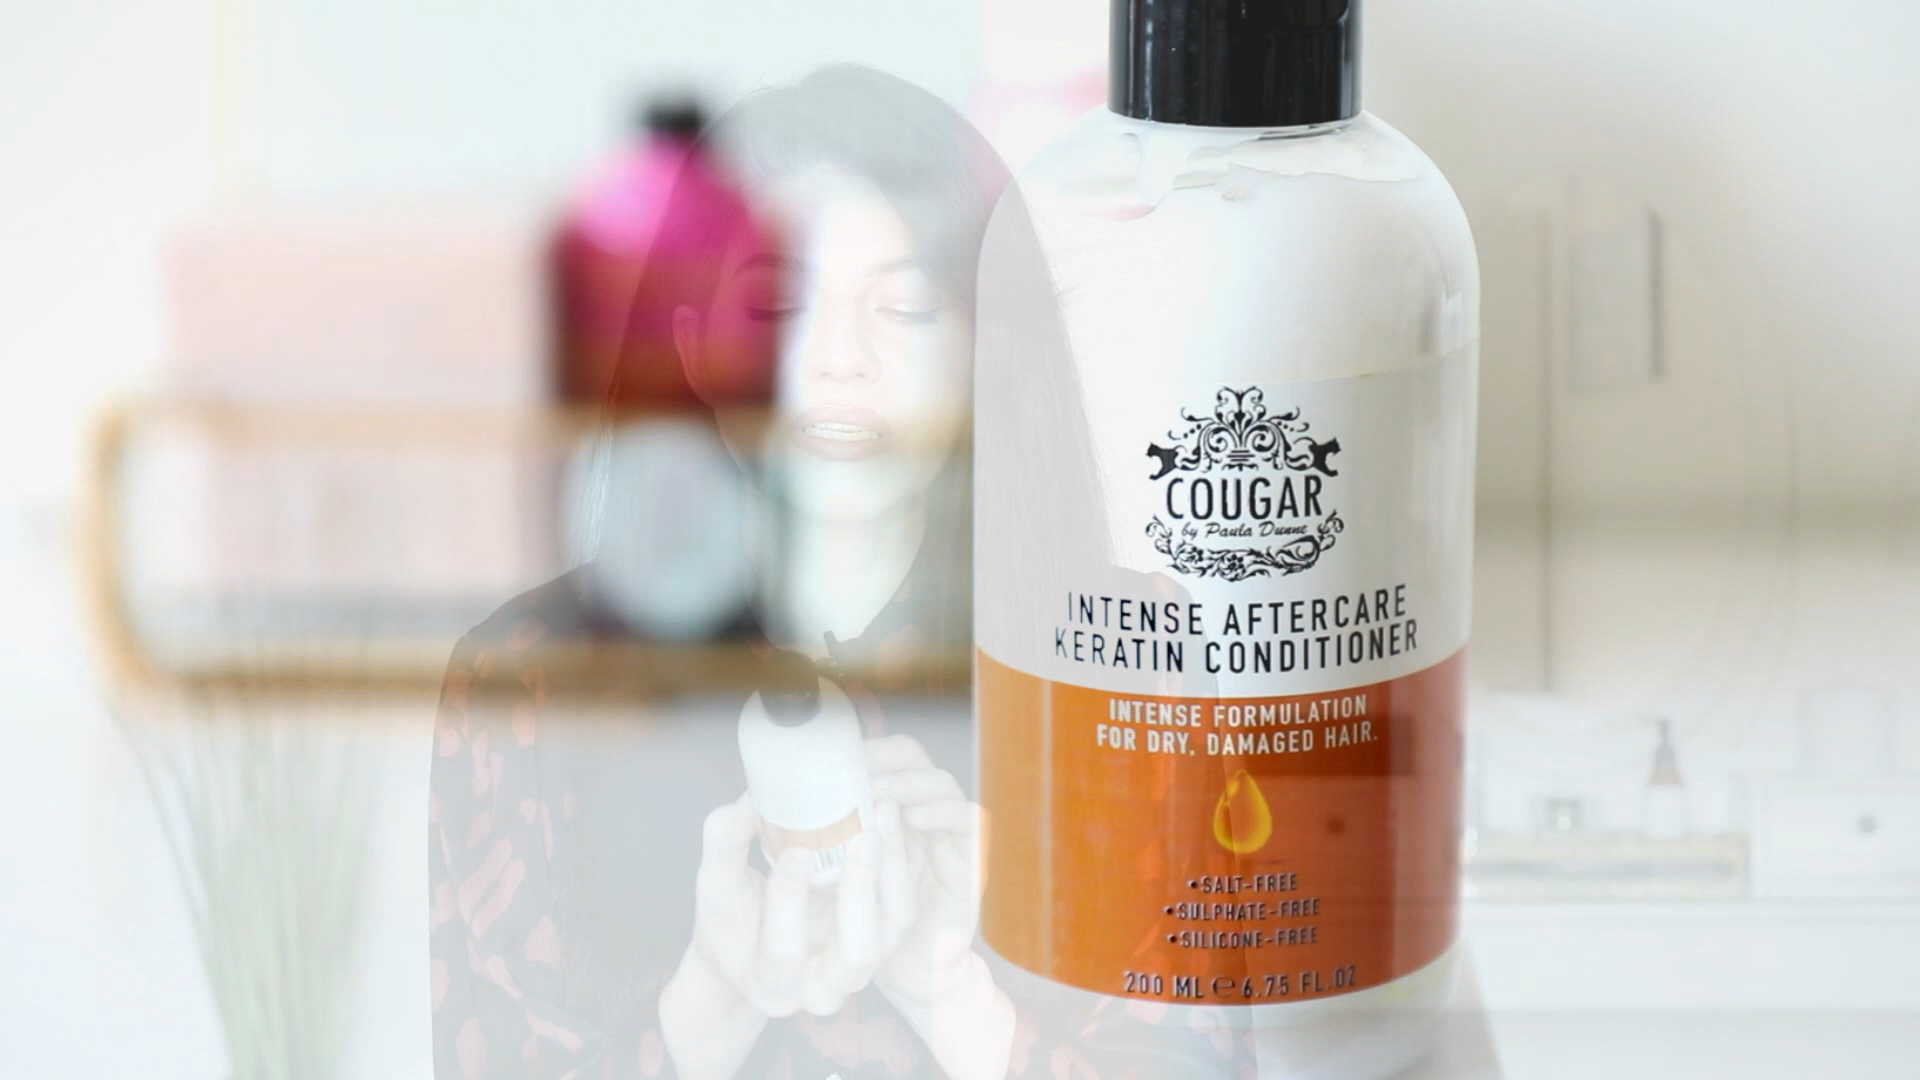 COUGAR
by Paula Dunne
INTENSE AFTERCARE
KERATIN CONDITIONER
INTENSE FORMULATION
FOR DRY, DAMAGED HAIR.
•SALT-FREE
•SULPHATE-FREE
•SILICONE-FREE
200 ML ℮ 6.75 FL.OZ